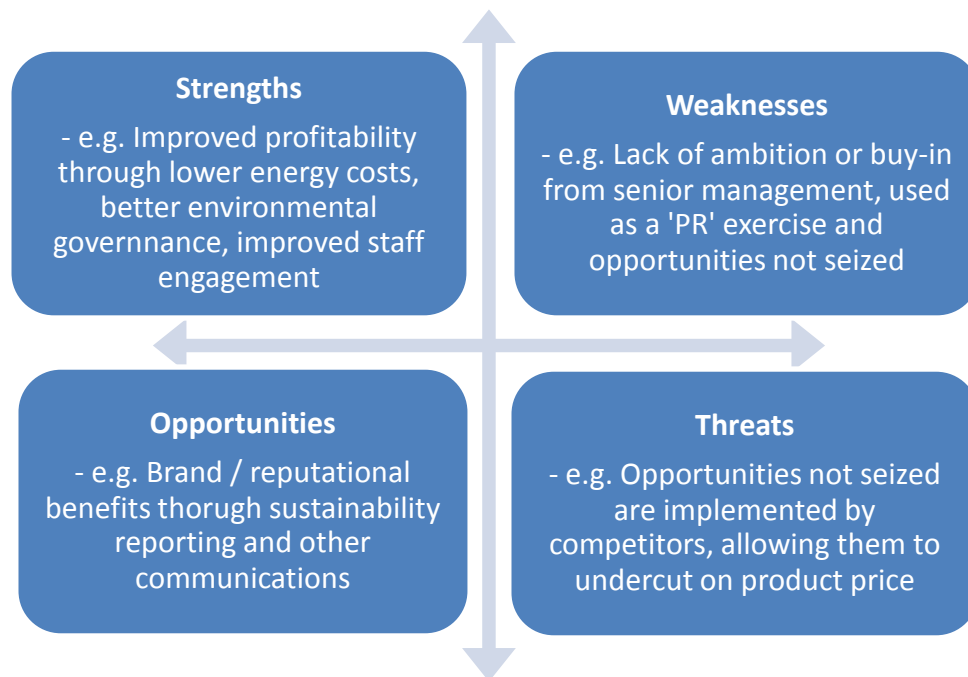 Strengths
- e.g. Improved profitability
through lower energy costs,
better environmental
governnance, improved staff
engagement
Weaknesses
- e.g. Lack of ambition or buy-in
from senior management, used
as a 'PR' exercise and
opportunities not seized
Opportunities
- e.g. Brand / reputational
benefits thorugh sustainability
reporting and other
communications
Threats
- e.g. Opportunities not seized
are implemented by
competitors, allowing them to
undercut on product price